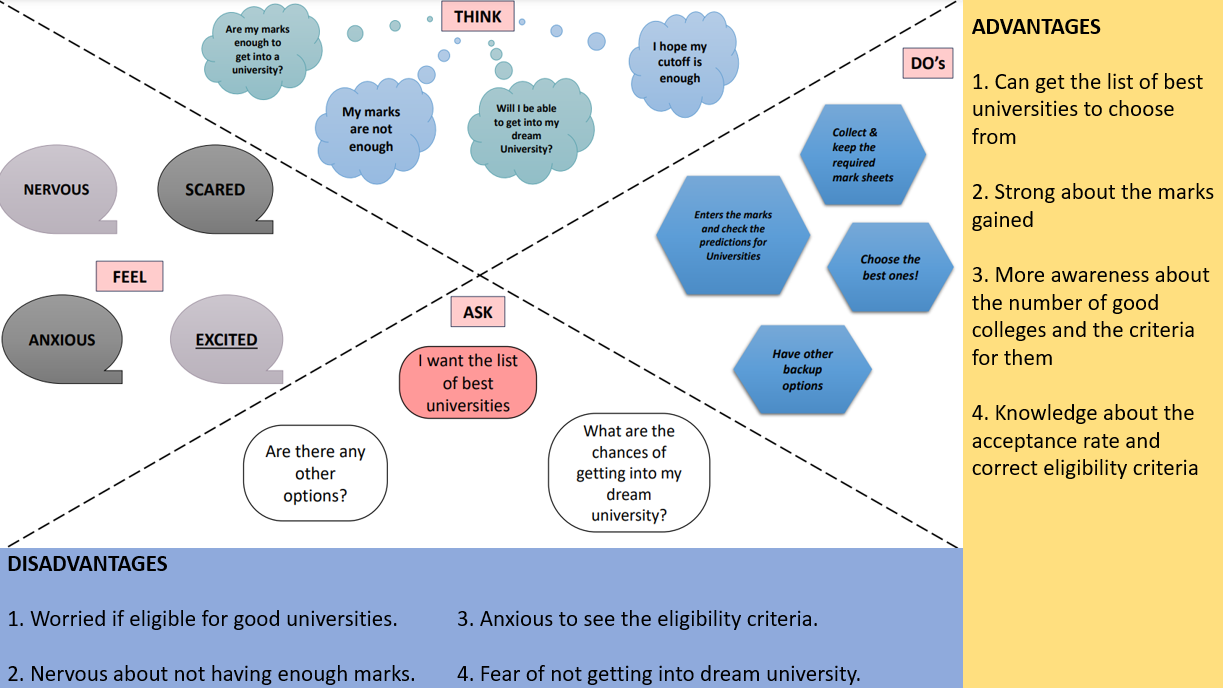 THINK
Are my marks
enough to
get into a
university?
My marks
are not
enough
Will I be able
to get into my
dream
University?
I hope my
cutoff is
enough
DO's
Collect &
keep the
required
mark sheets
Enters the marks
and check the
predictions for
Universities
Choose the
best ones!
Have other
backup
options
NERVOUS
SCARED
FEEL
ANXIOUS
EXCITED
ASK
I want the list
of best
universities
Are there any
other
options?
What are the
chances of
getting into my
dream
university?
ADVANTAGES
1. Can get the list of best
universities to choose
from
2. Strong about the marks
gained
3. More awareness about
the number of good
colleges and the criteria
for them
4. Knowledge about the
acceptance rate and
correct eligibility criteria
DISADVANTAGES
1. Worried if eligible for good universities.
2. Nervous about not having enough marks.
3. Anxious to see the eligibility criteria.
4. Fear of not getting into dream university.